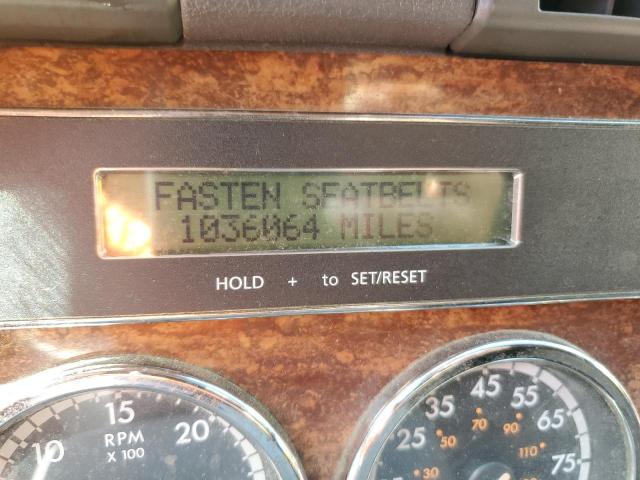 FASTEN SEATBELTS
1036064 MILES
HOLD + to SET/RESET
10 15 20
RPM
X 100
25 35 45 55 65 75
30 50 70 90 110